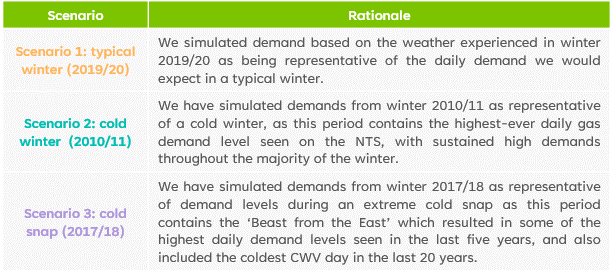 Scenario
Rationale
Scenario 1: typical
winter (2019/20)
We simulated demand based on the weather experienced in winter
2019/20 as being representative of the daily demand we would
expect in a typical winter.
Scenario 2: cold
winter (2010/11)
We have simulated demands from winter 2010/11 as representative
of a cold winter, as this period contains the highest-ever daily gas
demand level seen on the NTS, with sustained high demands
throughout the majority of the winter.
Scenario 3: cold
snap (2017/18)
We have simulated demands from winter 2017/18 as representative
of demand levels during an extreme cold snap as this period
contains the ‘Beast from the East’ which resulted in some of the
highest daily demand levels seen in the last five years, and also
included the coldest CWV day in the last 20 years.